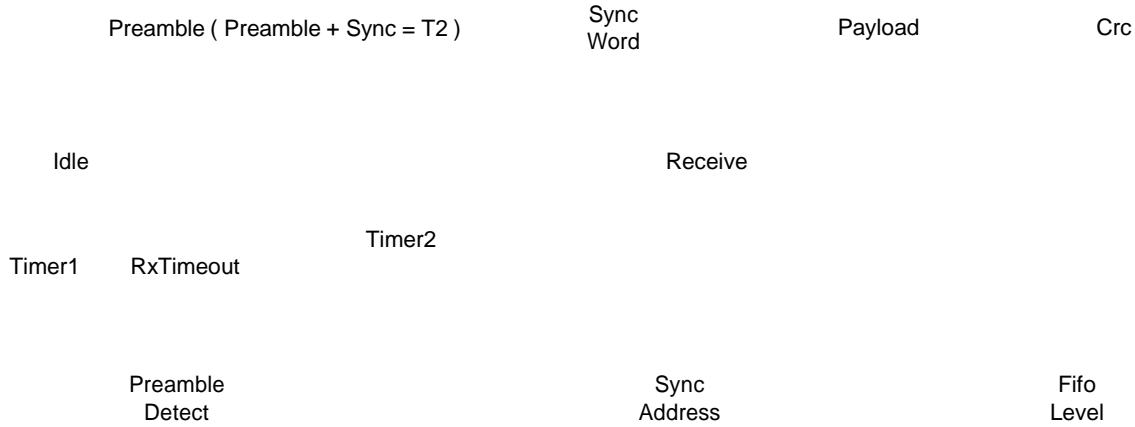 Preamble ( Preamble + Sync = T2 )
Sync
Word
Payload
Crc
Idle
Receive
Timer2
Timer1
RxTimeout
Preamble
Detect
Sync
Address
Fifo
Level